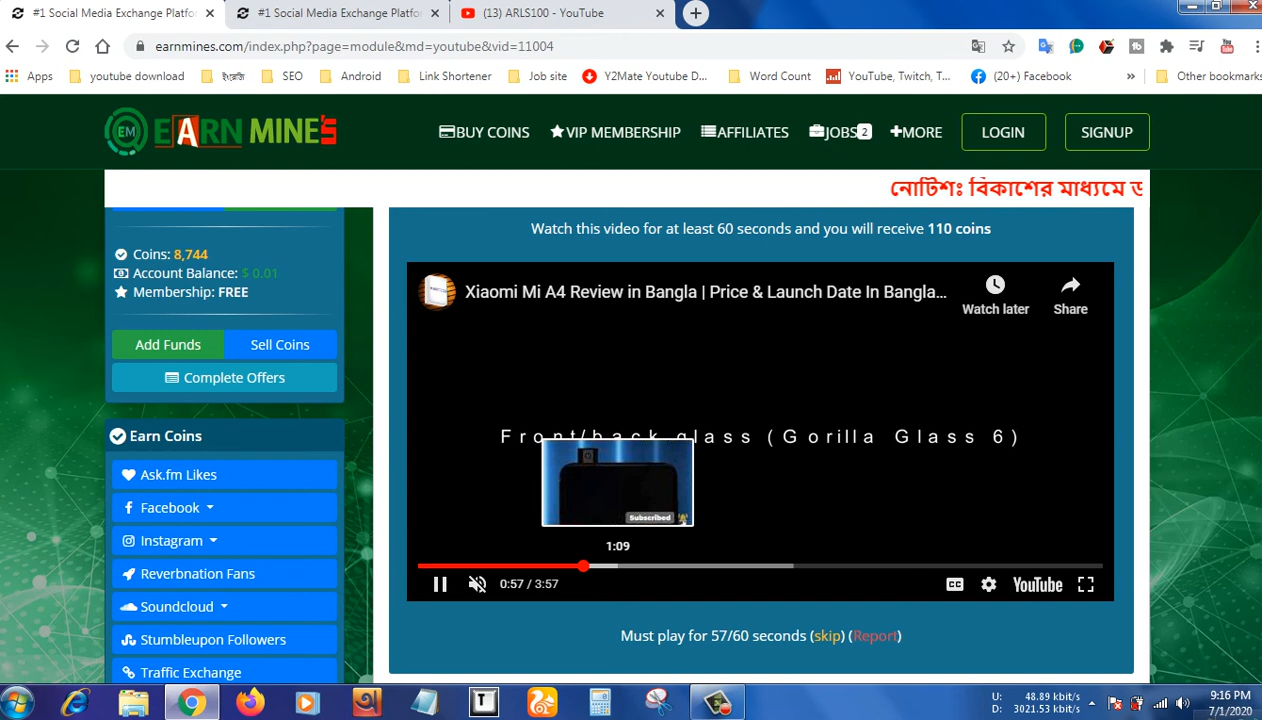 #1 Social Media Exchange Platfo
#1 Social Media Exchange Platfor
(13) ARLS100 - YouTube
earnmines.com/index.php?page=module&md=youtube&vid=11004
Apps youtube download ইংরেজি SEO Android Link Shortener Job site Y2Mate Youtube D... Word Count YouTube, Twitch, T... (20+) Facebook » Other bookmarks
EM EARN MINE'S BUY COINS VIP MEMBERSHIP AFFILIATES JOBS 2 MORE LOGIN SIGNUP
নোটিশঃ বিকাশের মাধ্যমে
Coins: 8,744
Account Balance: $ 0.01
Membership: FREE
Add Funds Sell Coins
Complete Offers
Earn Coins
Ask.fm Likes
Facebook
Instagram
Reverbnation Fans
Soundcloud
Stumbleupon Followers
Traffic Exchange
Watch this video for at least 60 seconds and you will receive 110 coins
Xiaomi Mi A4 Review in Bangla | Price & Launch Date In Bangla...
Watch later Share
Front/back glass (Gorilla Glass 6)
Subscribed
1:09
0:57 / 3:57
CC YouTube
Must play for 57/60 seconds (skip) (Report)
U: 48.89 kbit/s
D: 3021.53 kbit/s
9:16 PM
7/1/2020